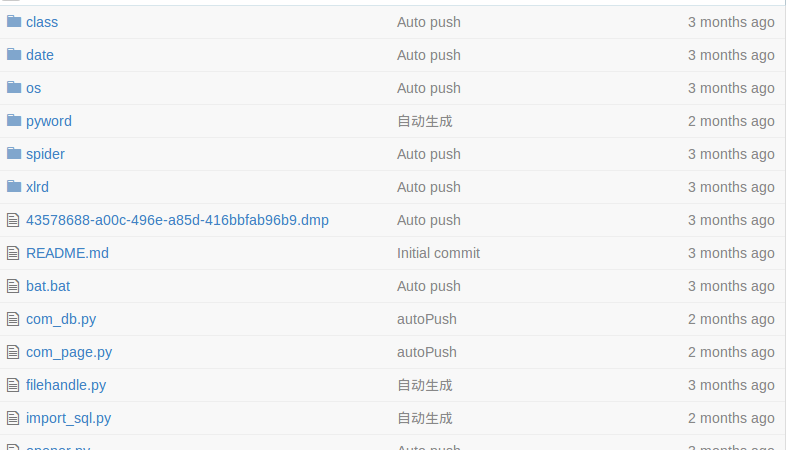 class Auto push 3 months ago
date Auto push 3 months ago
os Auto push 3 months ago
pyword 自动生成 2 months ago
spider Auto push 3 months ago
xlrd Auto push 3 months ago
43578688-a00c-496e-a85d-416bbfab96b9.dmp Auto push 3 months ago
README.md Initial commit 3 months ago
bat.bat Auto push 3 months ago
com_db.py autoPush 2 months ago
com_page.py autoPush 2 months ago
filehandle.py 自动生成 3 months ago
import_sql.py 自动生成 2 months ago
Auto push months ago